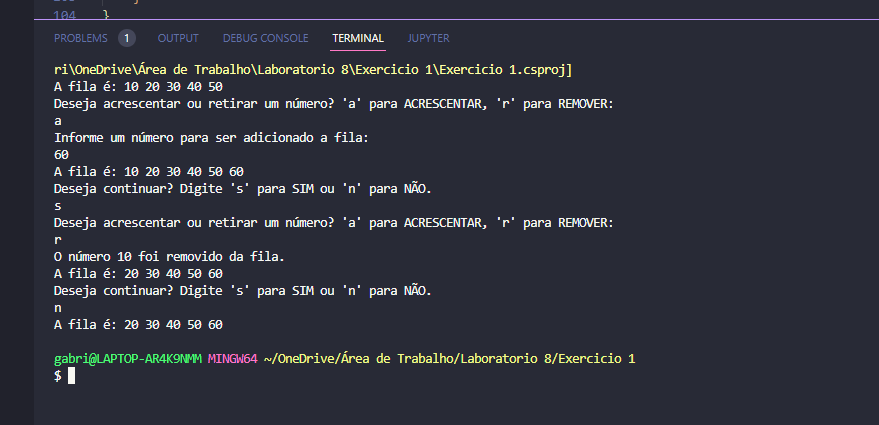 104 }
PROBLEMS 1 OUTPUT DEBUG CONSOLE TERMINAL JUPYTER
ri\OneDrive\Área de Trabalho\Laboratorio 8\Exercicio 1\Exercicio 1.csproj]
A fila é: 10 20 30 40 50
Deseja acrescentar ou retirar um número? 'a' para ACRESCENTAR, 'r' para REMOVER:
a
Informe um número para ser adicionado a fila:
60
A fila é: 10 20 30 40 50 60
Deseja continuar? Digite 's' para SIM ou 'n' para NÃO.
s
Deseja acrescentar ou retirar um número? 'a' para ACRESCENTAR, 'r' para REMOVER:
r
O número 10 foi removido da fila.
A fila é: 20 30 40 50 60
Deseja continuar? Digite 's' para SIM ou 'n' para NÃO.
n
A fila é: 20 30 40 50 60
gabri@LAPTOP-AR4K9NMM MINGW64 ~/OneDrive/Área de Trabalho/Laboratorio 8/Exercicio 1
$